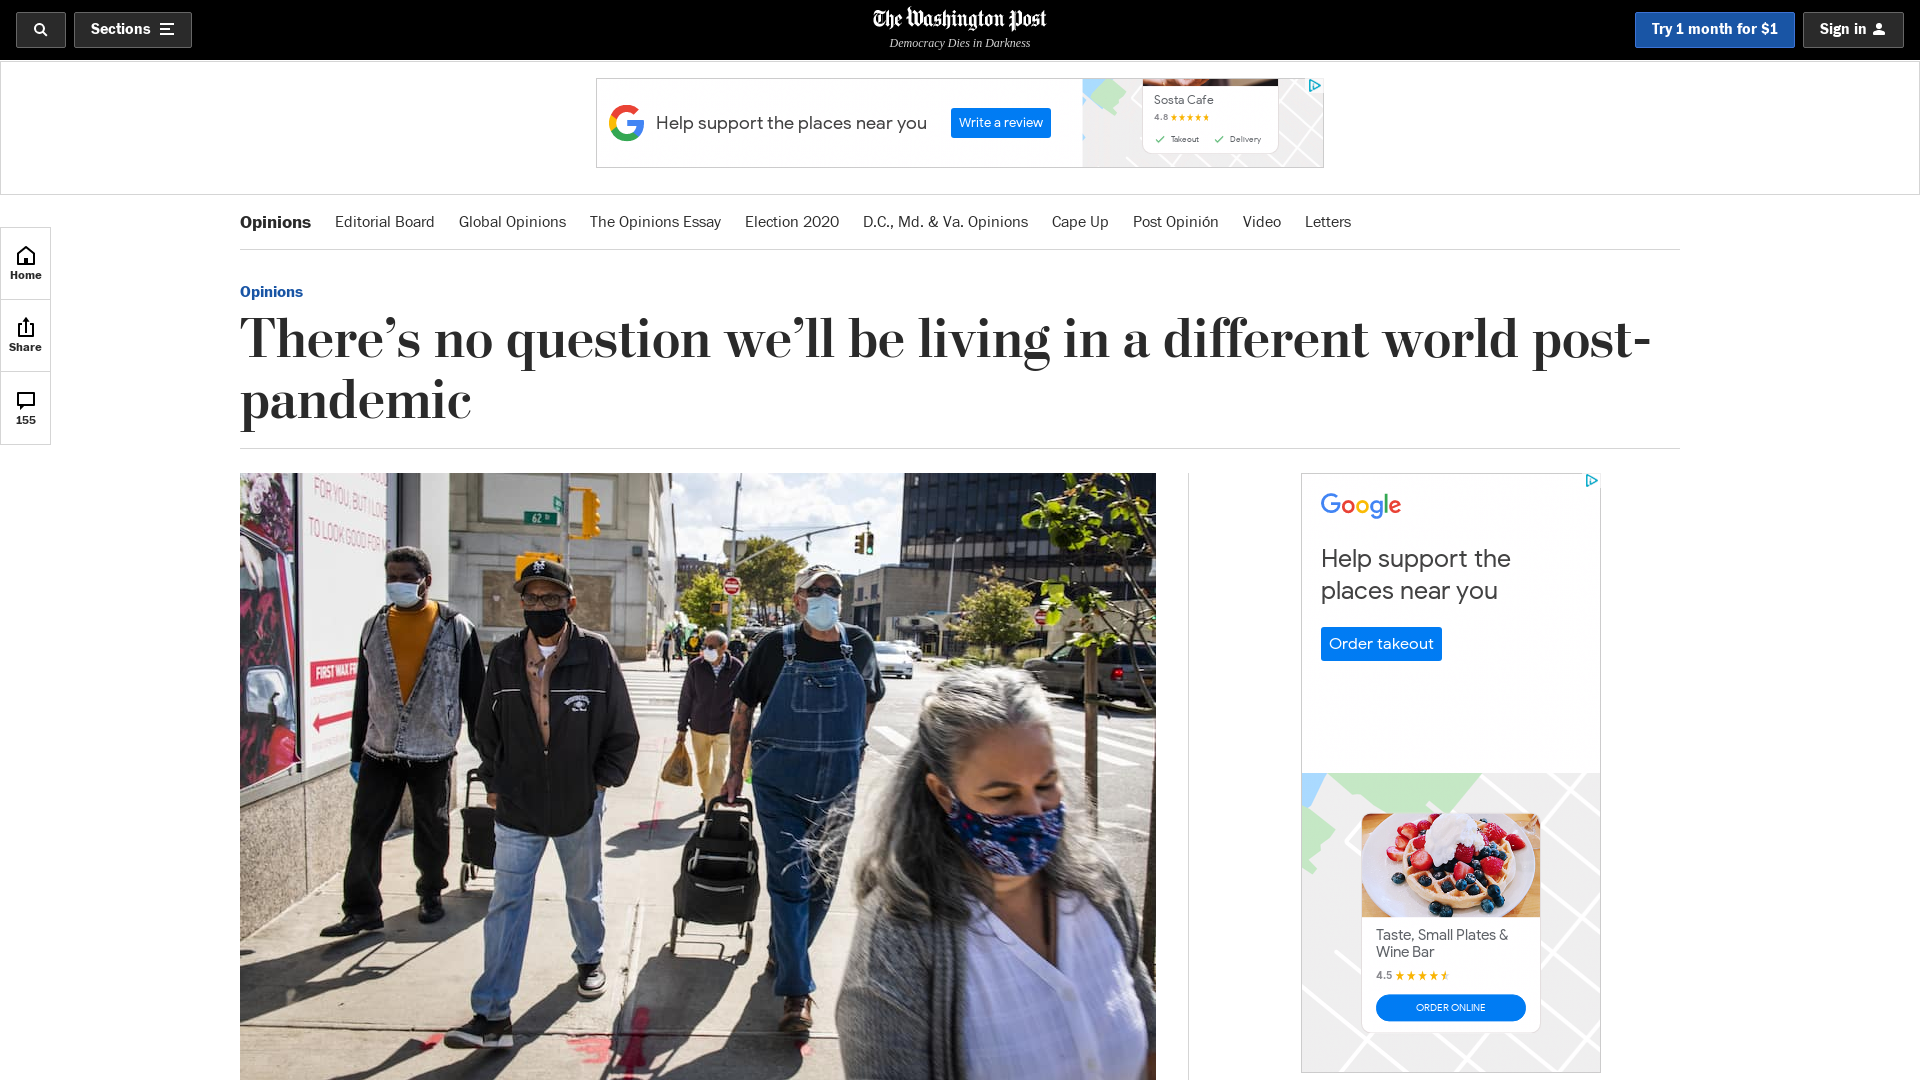 Sections
The Washington Post
Democracy Dies in Darkness
Try 1 month for $1
Sign in
Help support the places near you
Write a review
Sosta Cafe
4.8
Takeout
Delivery
Opinions
Editorial Board
Global Opinions
The Opinions Essay
Election 2020
D.C., Md. & Va. Opinions
Cape Up
Post Opinión
Video
Letters
Home
Share
155
Opinions
There’s no question we’ll be living in a different world post-
pandemic
FOR YOU, BUT I LOVE
TO LOOK GOOD FOR ME
62 D
FIRST WAX FR
Google
Help support the
places near you
Order takeout
Taste, Small Plates &
Wine Bar
4.5
ORDER ONLINE